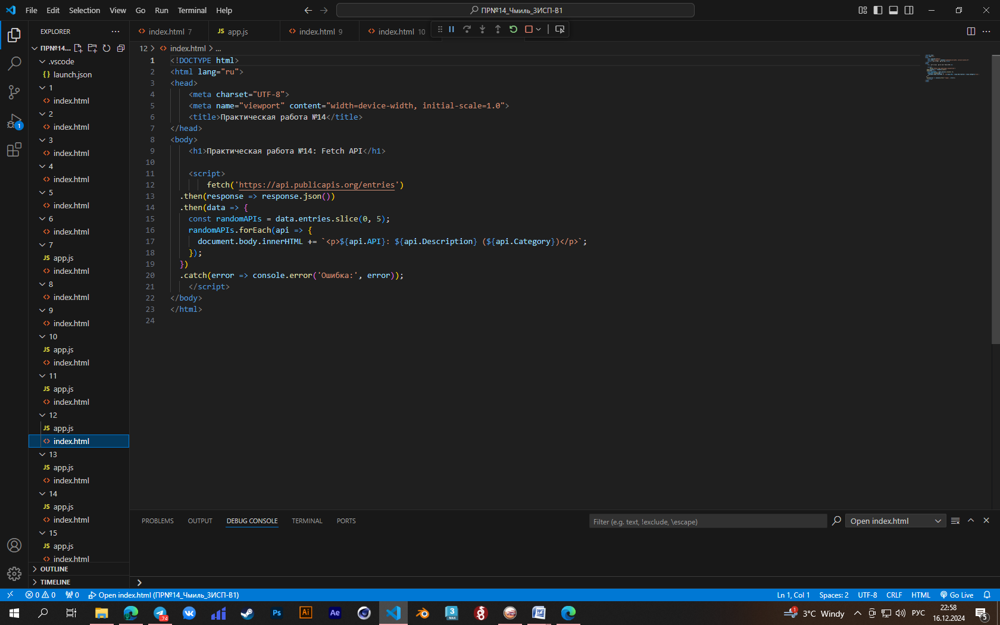 File Edit Selection View Go Run Terminal Help
ПР№14_Чмиль_3ИСП-В1
EXPLORER
ПР№14...
.vscode
launch.json
1
index.html
2
index.html
3
index.html
4
index.html
5
index.html
6
index.html
7
app.js
index.html
8
index.html
9
index.html
10
app.js
index.html
11
app.js
index.html
12
app.js
index.html
13
app.js
index.html
14
app.js
index.html
15
app.js
index.html
OUTLINE
TIMELINE
index.html 7
JS app.js
index.html 9
index.html 10
12 > index.html > ...
1 <!DOCTYPE html>
2 <html lang="ru">
3 <head>
4 <meta charset="UTF-8">
5 <meta name="viewport" content="width=device-width, initial-scale=1.0">
6 <title>Практическая работа №14</title>
7 </head>
8 <body>
9 <h1>Практическая работа №14: Fetch API</h1>
10
11 <script>
12 fetch('https://api.publicapis.org/entries')
13 .then(response => response.json())
14 .then(data => {
15 const randomAPIs = data.entries.slice(0, 5);
16 randomAPIs.forEach(api => {
17 document.body.innerHTML += `<p>${api.API}: ${api.Description} (${api.Category})</p>`;
18 });
19 })
20 .catch(error => console.error('Ошибка:', error));
21 </script>
22 </body>
23 </html>
24
PROBLEMS OUTPUT DEBUG CONSOLE TERMINAL PORTS
Filter (e.g. text, !exclude, \escape)
Open index.html
0 0 0 Open index.html (ПР№14_Чмиль_3ИСП-В1)
Ln 1, Col 1 Spaces: 2 UTF-8 CRLF HTML Go Live
3°C Windy
РУС
22:58
16.12.2024
5